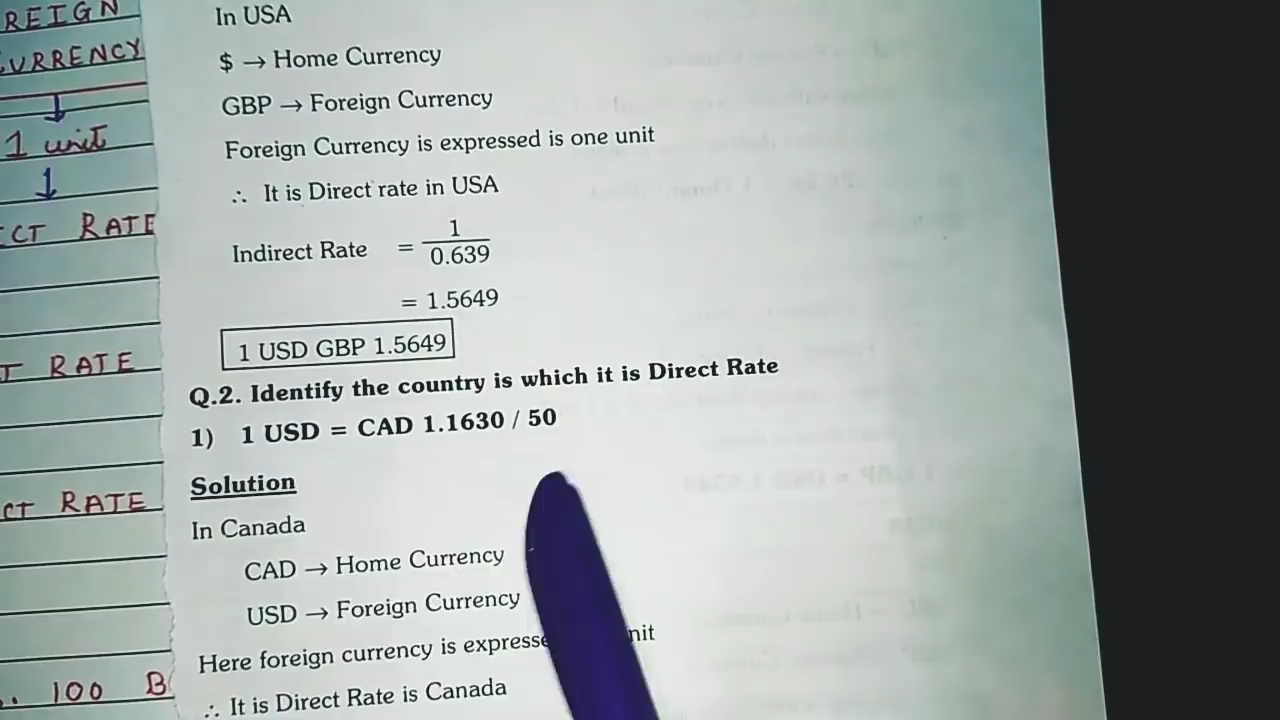 REIGN
CURRENCY
1 unit
CT RATE
T RATE
CT RATE
. 100 B
In USA
$ → Home Currency
GBP → Foreign Currency
Foreign Currency is expressed is one unit
∴ It is Direct rate in USA
Indirect Rate = 1 / 0.639
= 1.5649
1 USD GBP 1.5649
Q.2. Identify the country is which it is Direct Rate
1) 1 USD = CAD 1.1630 / 50
Solution
In Canada
CAD → Home Currency
USD → Foreign Currency
Here foreign currency is expresse nit
∴ It is Direct Rate is Canada